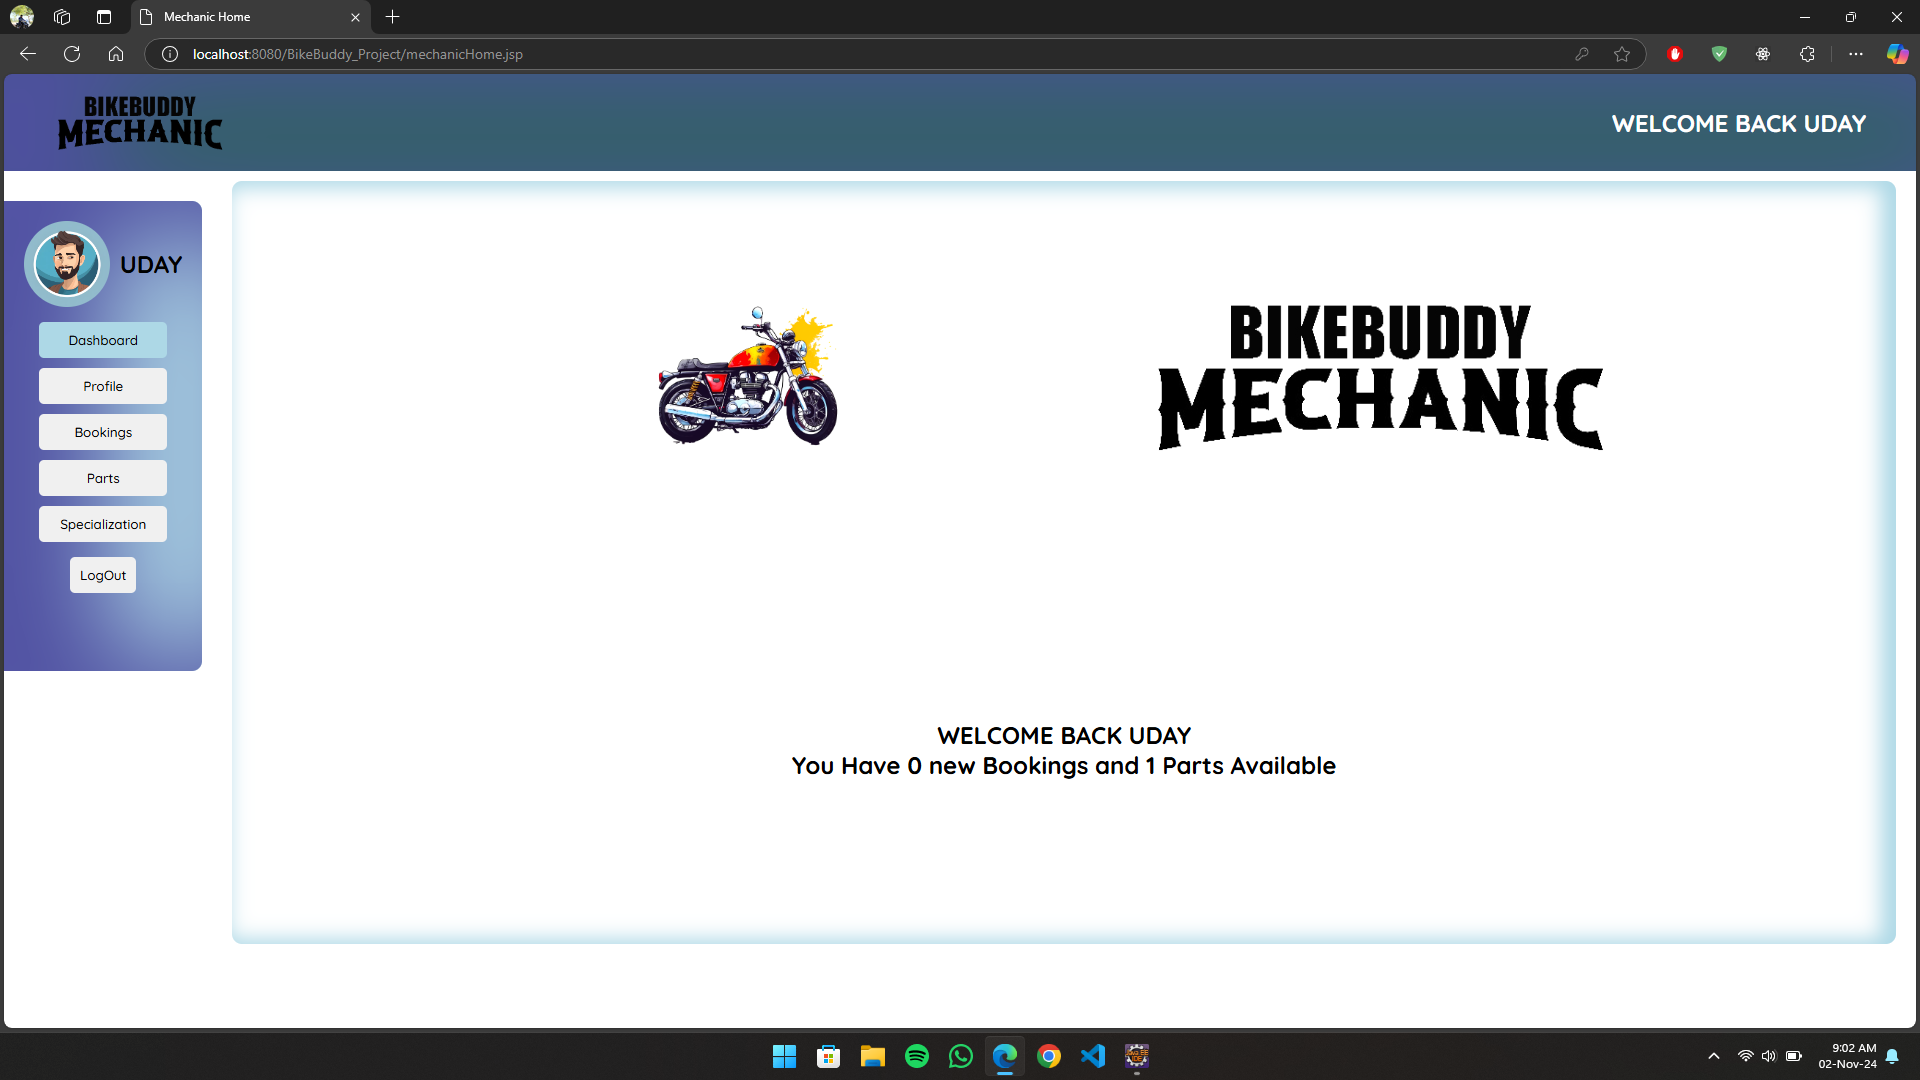 Mechanic Home
localhost:8080/BikeBuddy_Project/mechanicHome.jsp
BIKEBUDDY
MECHANIC
WELCOME BACK UDAY
UDAY
Dashboard
Profile
Bookings
Parts
Specialization
LogOut
BIKEBUDDY
MECHANIC
WELCOME BACK UDAY
You Have 0 new Bookings and 1 Parts Available
9:02 AM
02-Nov-24